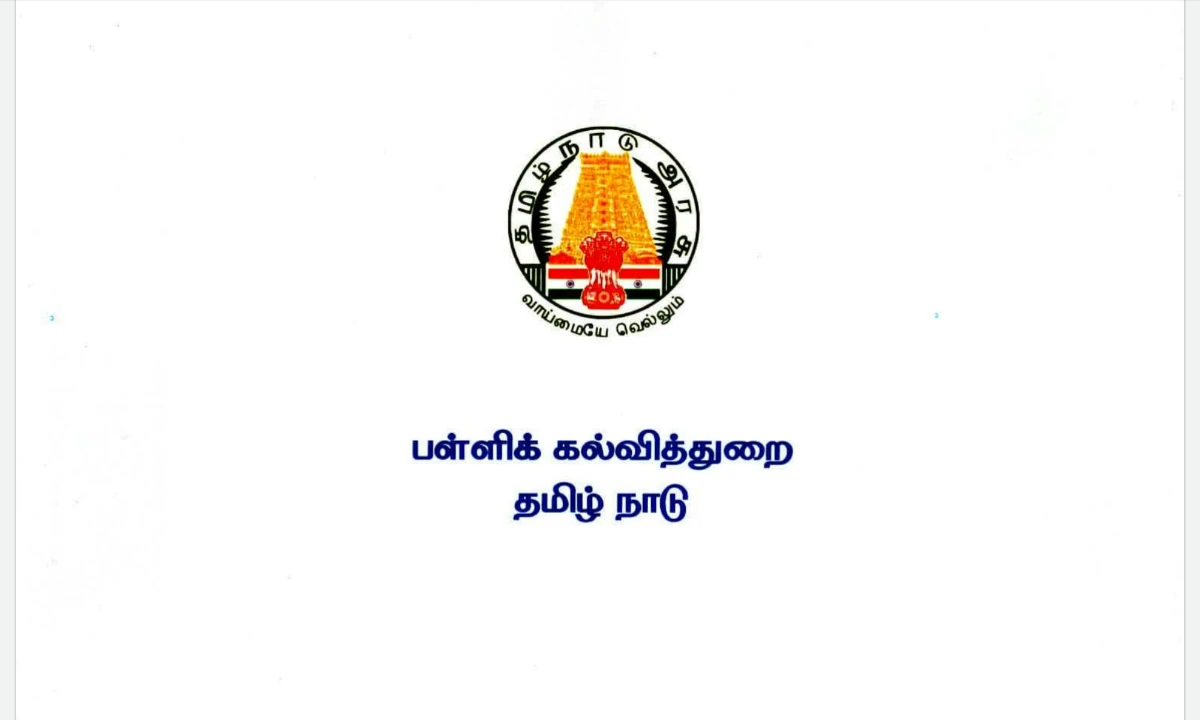 தமிழ்நாடு அரசு
வாய்மையே வெல்லும்
பள்ளிக் கல்வித்துறை
தமிழ் நாடு